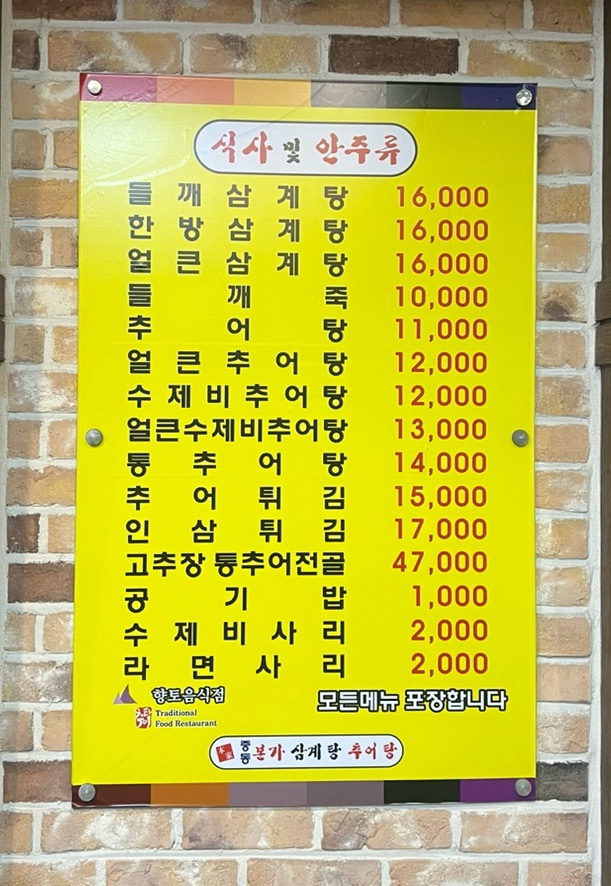 식사 및 안주류
들깨삼계탕 16,000
한방삼계탕 16,000
얼큰삼계탕 16,000
들깨죽 10,000
추어탕 11,000
얼큰추어탕 12,000
수제비추어탕 12,000
얼큰수제비추어탕 13,000
통추어탕 14,000
추어튀김 15,000
인삼튀김 17,000
고추장 통추어전골 47,000
공기밥 1,000
수제비사리 2,000
라면사리 2,000
향토음식점
Traditional
Food Restaurant
모든메뉴 포장합니다
중동 본가 삼계탕 추어탕